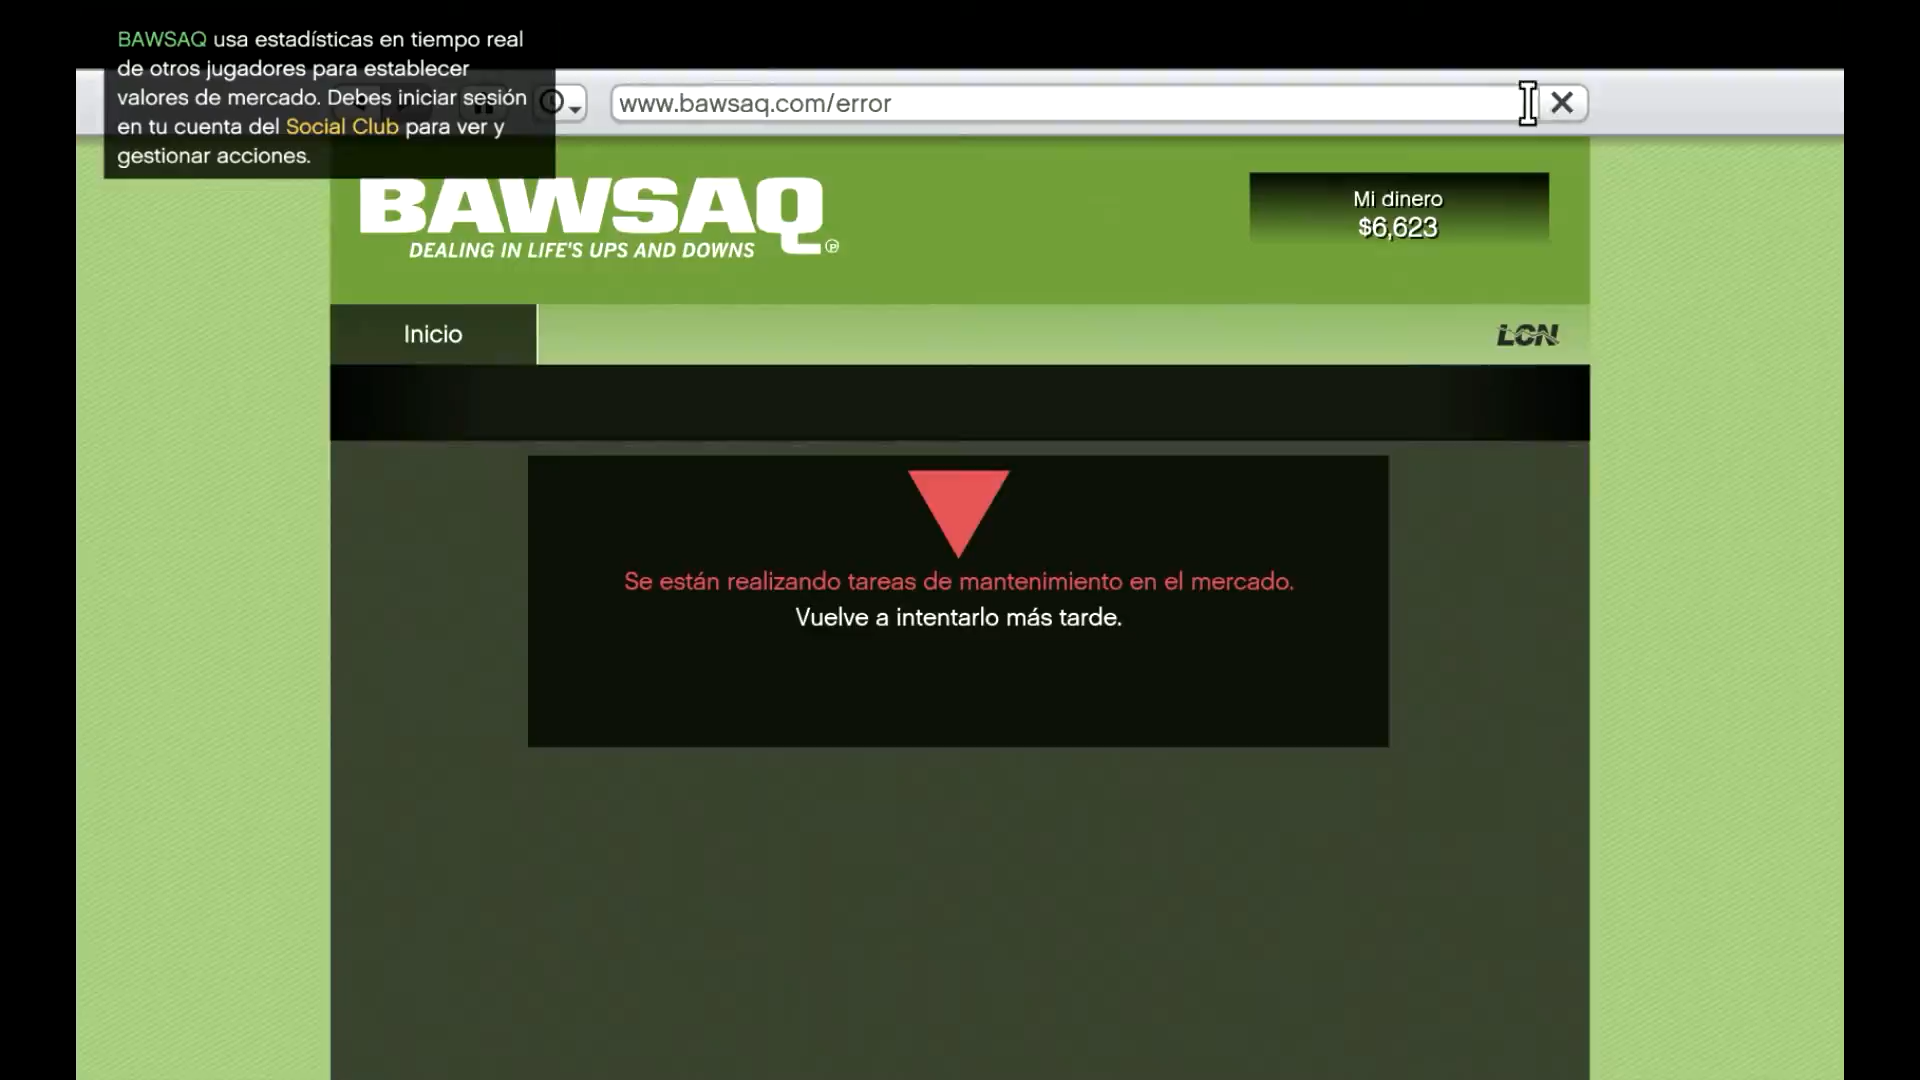 BAWSAQ usa estadísticas en tiempo real
de otros jugadores para establecer
valores de mercado. Debes iniciar sesión
en tu cuenta del Social Club para ver y
gestionar acciones.
www.bawsaq.com/error
BAWSAQ
DEALING IN LIFE'S UPS AND DOWNS
Mi dinero
$6,623
Inicio
LCN
Se están realizando tareas de mantenimiento en el mercado.
Vuelve a intentarlo más tarde.